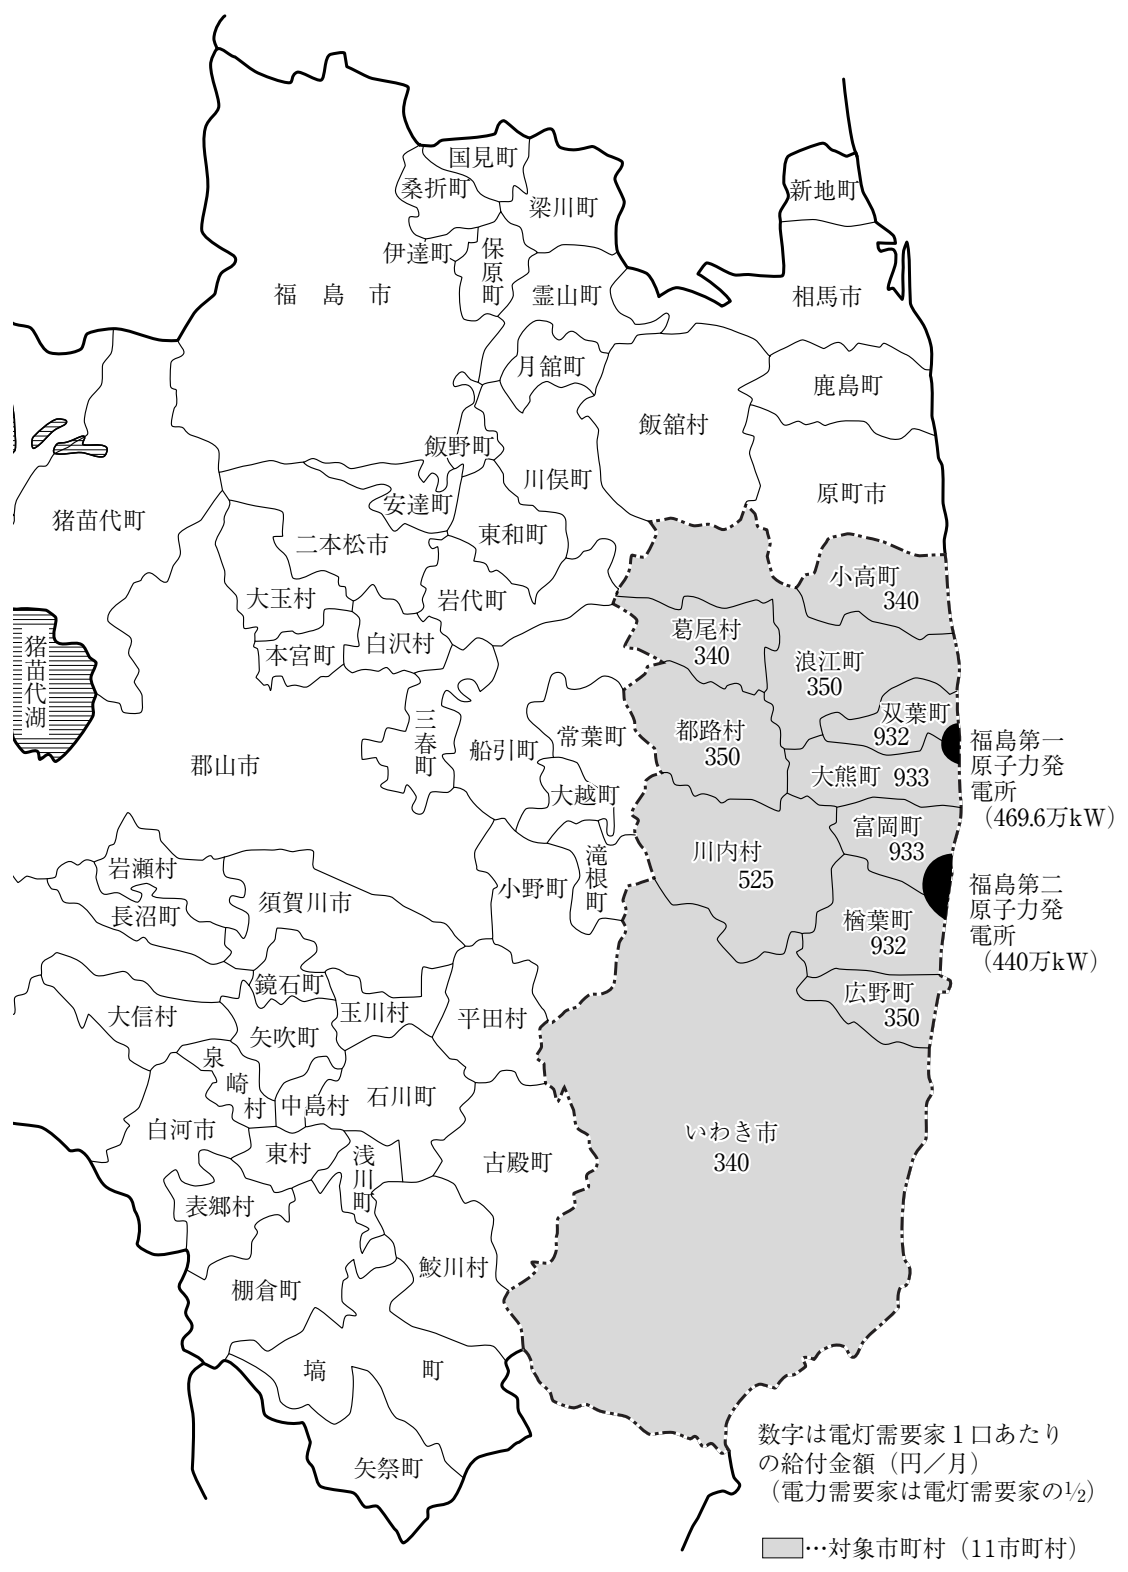 国見町
桑折町
梁川町
新地町
伊達町
保原町
福島市
霊山町
相馬市
月舘町
鹿島町
飯舘村
飯野町
川俣町
原町市
猪苗代町
安達町
二本松市
東和町
小高町
340
大玉村
岩代町
葛尾村
340
本宮町
白沢村
浪江町
350
猪苗代湖
双葉町
932
三春町
船引町
常葉町
都路村
350
福島第一
原子力発
電所
（469.6万kW）
郡山市
大熊町 933
大越町
富岡町
933
川内村
525
岩瀬村
滝根町
小野町
福島第二
原子力発
電所
（440万kW）
須賀川市
長沼町
楢葉町
932
鏡石町
広野町
350
大信村
玉川村
平田村
矢吹町
泉崎村
中島村
石川町
白河市
いわき市
340
東村
浅川町
古殿町
表郷村
鮫川村
棚倉町
塙町
矢祭町
数字は電灯需要家１口あたり
の給付金額（円／月）
（電力需要家は電灯需要家の½）
…対象市町村（11市町村）